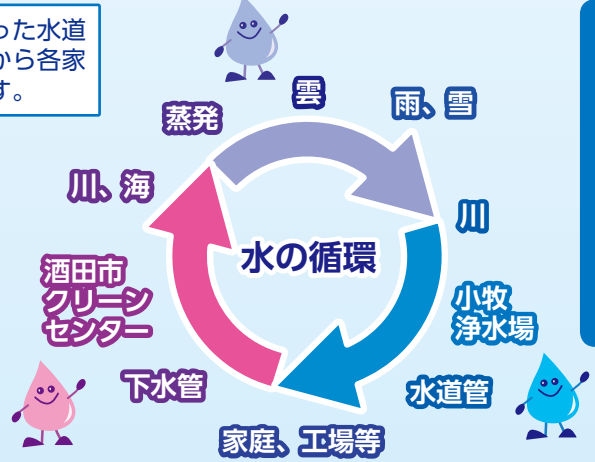 った水道
から各家
す。
雲
雨、雪
蒸発
川
川、海
水の循環
酒田市
クリーン
センター
小牧
浄水場
下水管
水道管
家庭、工場等